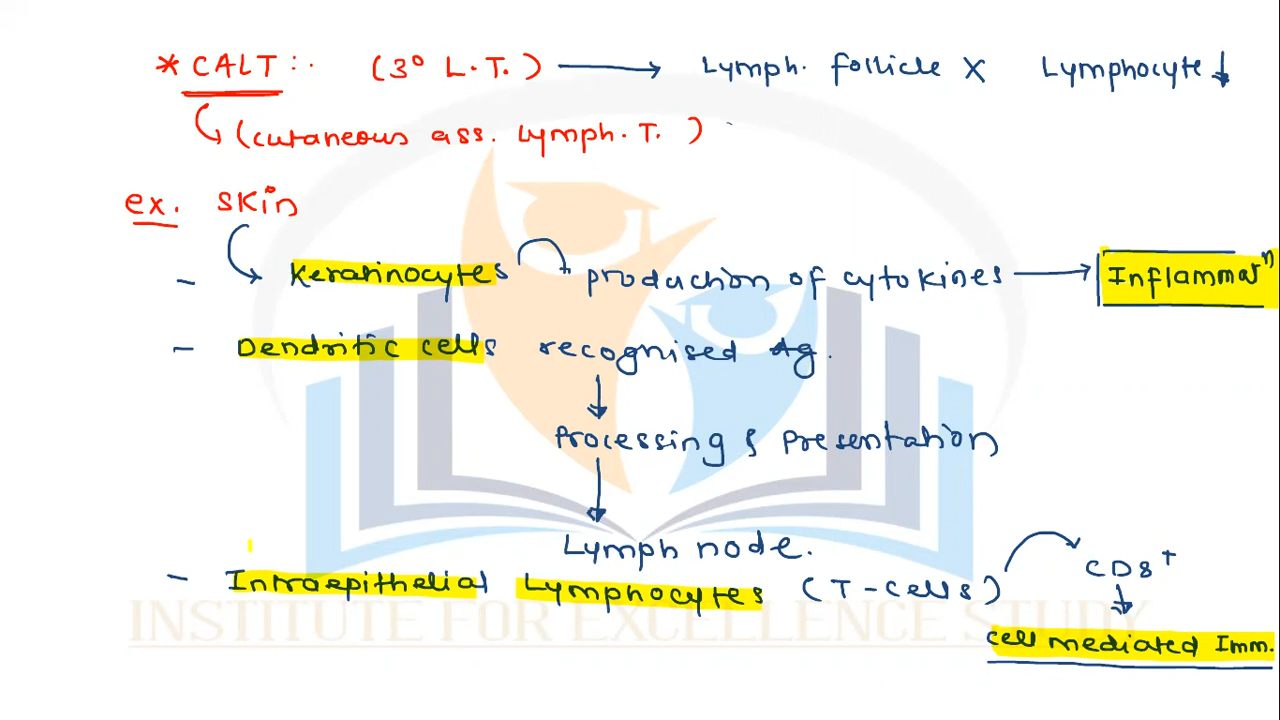 * CALT :. (3° L.T.) → Lymph. follicle X Lymphocyte ↓
(cutaneous ass. Lymph. T.)
ex. skin
- Keratinocytes production of cytokines → Inflammatⁿ
- Dendritic cells recognised Ag.
↓
Processing & Presentation
↓
Lymph node.
- Intraepithelial Lymphocytes (T-cells) CD8⁺
↓
INSTITUTE FOR EXCELLENCE STUDY
cell mediated Imm.